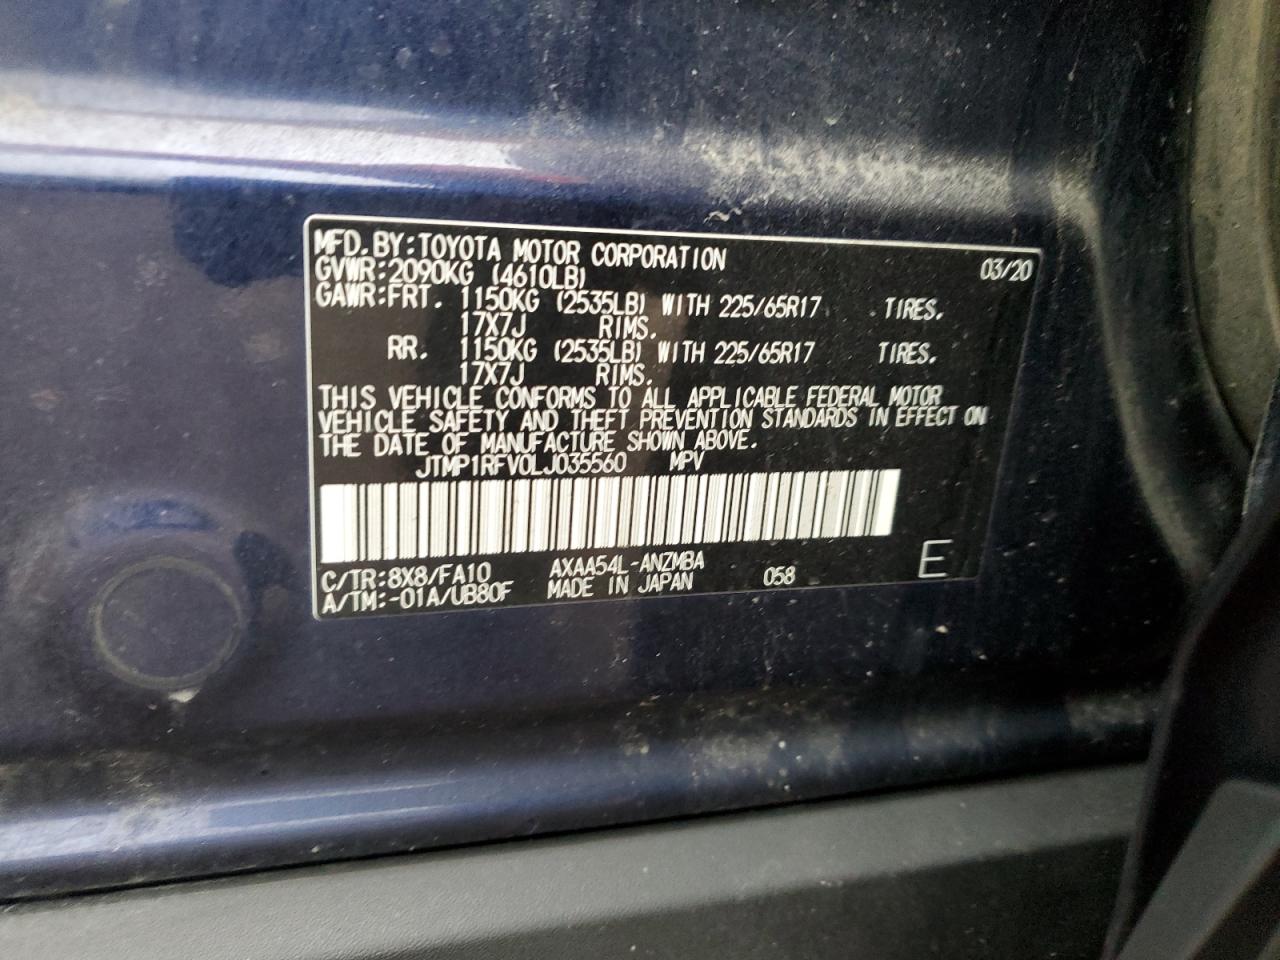 MFD.BY:TOYOTA MOTOR CORPORATION 03/20
GVWR:2090KG (4610LB)
GAWR:FRT. 1150KG (2535LB) WITH 225/65R17 TIRES.
17X7J RIMS.
RR. 1150KG (2535LB) WITH 225/65R17 TIRES.
17X7J RIMS.
THIS VEHICLE CONFORMS TO ALL APPLICABLE FEDERAL MOTOR
VEHICLE SAFETY AND THEFT PREVENTION STANDARDS IN EFFECT ON
THE DATE OF MANUFACTURE SHOWN ABOVE.
JTMP1RFV0LJ035560 MPV
C/TR:8X8/FA10 AXAA54L-ANZMBA 058 E
A/TM:-01A/UB80F MADE IN JAPAN